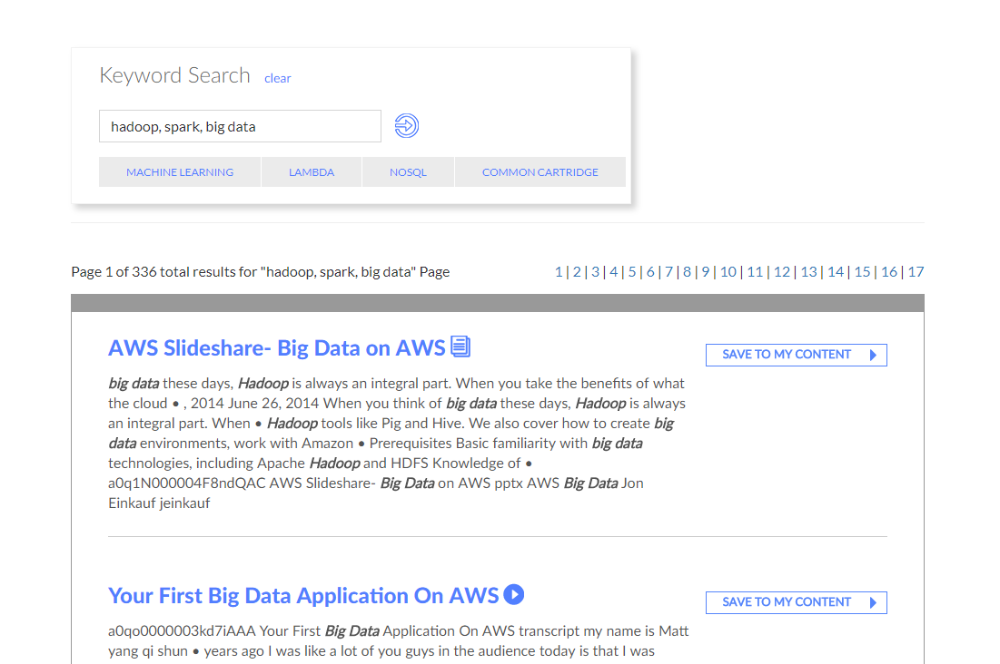 Keyword Search clear
hadoop, spark, big data
MACHINE LEARNING LAMBDA NOSQL COMMON CARTRIDGE
Page 1 of 336 total results for "hadoop, spark, big data" Page 1 | 2 | 3 | 4 | 5 | 6 | 7 | 8 | 9 | 10 | 11 | 12 | 13 | 14 | 15 | 16 | 17
AWS Slideshare- Big Data on AWS
SAVE TO MY CONTENT
big data these days, Hadoop is always an integral part. When you take the benefits of what
the cloud • , 2014 June 26, 2014 When you think of big data these days, Hadoop is always
an integral part. When • Hadoop tools like Pig and Hive. We also cover how to create big
data environments, work with Amazon • Prerequisites Basic familiarity with big data
technologies, including Apache Hadoop and HDFS Knowledge of •
a0q1N000004F8ndQAC AWS Slideshare- Big Data on AWS pptx AWS Big Data Jon
Einkauf jeinkauf
Your First Big Data Application On AWS
SAVE TO MY CONTENT
a0qo0000003kd7iAAA Your First Big Data Application On AWS transcript my name is Matt
yang qi shun • years ago I was like a lot of you guys in the audience today is that I was